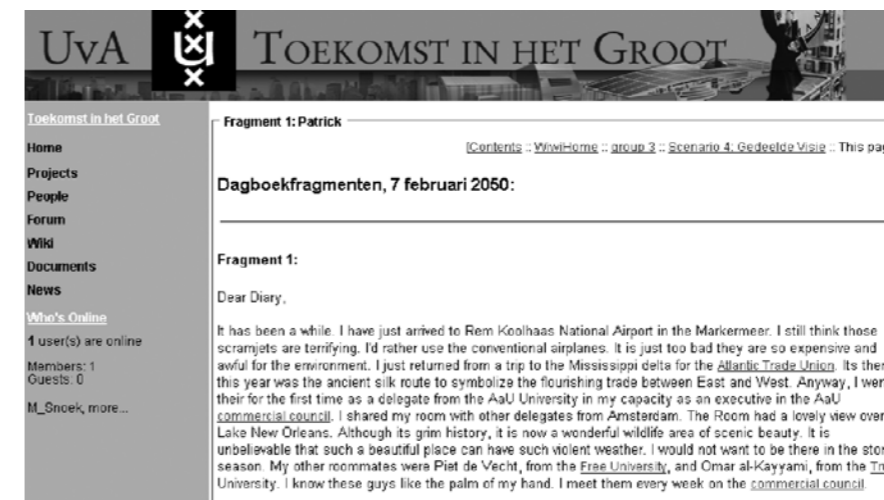 UvA TOEKOMST IN HET GROOT
Toekomst in het Groot
Home
Projects
People
Forum
Wiki
Documents
News
Who's Online
1 user(s) are online
Members: 1
Guests: 0
M_Snoek, more...
Fragment 1: Patrick
[Contents :: WiwiHome :: group 3 :: Scenario 4: Gedeelde Visie :: This
Dagboekfragmenten, 7 februari 2050:
Fragment 1:
Dear Diary,
It has been a while. I have just arrived to Rem Koolhaas National Airport in the Markermeer. I still think those
scramjets are terrifying. I'd rather use the conventional airplanes. It is just too bad they are so expensive and
awful for the environment. I just returned from a trip to the Mississippi delta for the Atlantic Trade Union. Its
this year was the ancient silk route to symbolize the flourishing trade between East and West. Anyway, I
their for the first time as a delegate from the AaU University in my capacity as an executive in the AaU
commercial council. I shared my room with other delegates from Amsterdam. The Room had a lovely view over
Lake New Orleans. Although its grim history, it is now a wonderful wildlife area of scenic beauty. It is
unbelievable that such a beautiful place can have such violent weather. I would not want to be there in the
season. My other roommates were Piet de Vecht, from the Free University, and Omar al-Kayyami, from the
University. I know these guys like the palm of my hand. I meet them every week on the commercial council.